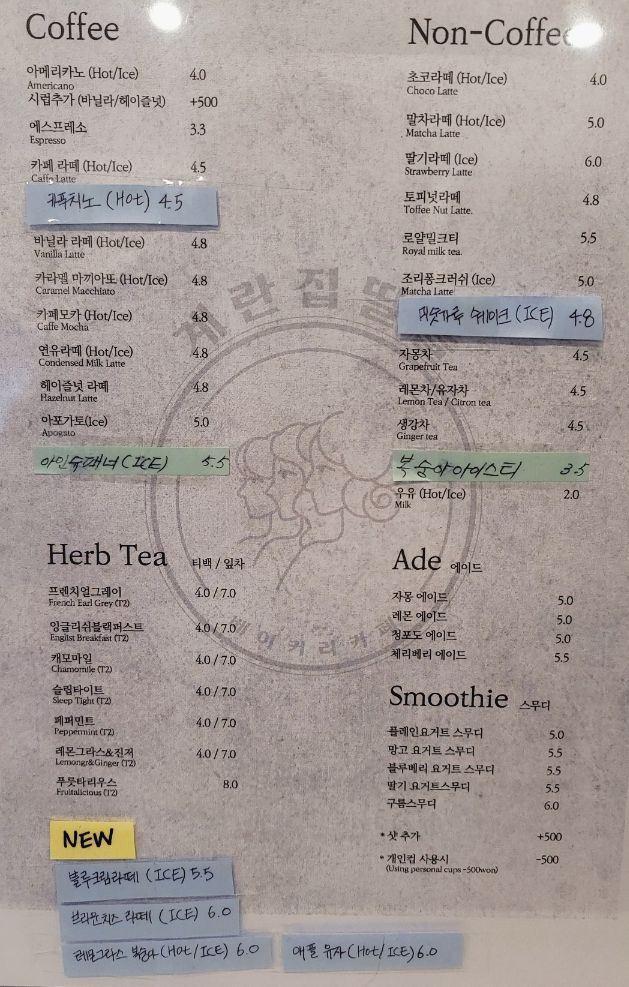 Coffee
아메리카노 (Hot/Ice) 4.0
Americano
시럽추가 (바닐라/헤이즐넛) +500
에스프레소 3.3
Espresso
카페 라떼 (Hot/Ice) 4.5
Caffe Latte
카푸치노 (Hot) 4.5
바닐라 라떼 (Hot/Ice) 4.8
Vanilla Latte
카라멜 마끼아또 (Hot/Ice) 4.8
Caramel Macchiato
카페모카 (Hot/Ice) 4.8
Caffe Mocha
연유라떼 (Hot/Ice) 4.8
Condensed Milk Latte
헤이즐넛 라떼 4.8
Hazelnut Latte
아포가토(Ice) 5.0
Apogato
아인슈패너 (ICE) 5.5
Non-Coffee
초코라떼 (Hot/Ice) 4.0
Choco Latte
말차라떼 (Hot/Ice) 5.0
Matcha Latte
딸기라떼 (Ice) 6.0
Strawberry Latte
토피넛라떼 4.8
Toffee Nut Latte.
로얄밀크티 5.5
Royal milk tea.
조리퐁크러쉬 (Ice) 5.0
Matcha Latte
미숫가루 쉐이크 (ICE) 4.8
자몽차 4.5
Grapefruit Tea
레몬차/유자차 4.5
Lemon Tea / Citron tea
생강차 4.5
Ginger tea
복숭아아이스티 3.5
우유 (Hot/Ice) 2.0
Milk
계란집딸
베이커리카페
Herb Tea 티백 / 잎차
프렌치얼그레이 4.0 / 7.0
French Earl Grey (T2)
잉글리쉬블랙퍼스트 4.0 / 7.0
Englist Breakfast (T2)
캐모마일 4.0 / 7.0
Chamomile (T2)
슬립타이트 4.0 / 7.0
Sleep Tight (T2)
페퍼민트 4.0 / 7.0
Peppermint (T2)
레몬그라스&진저 4.0 / 7.0
Lemongr&Ginger (T2)
푸룻타리우스 8.0
Fruitalicious (T2)
Ade 에이드
자몽 에이드 5.0
레몬 에이드 5.0
청포도 에이드 5.0
체리베리 에이드 5.5
Smoothie 스무디
플레인요거트 스무디 5.0
망고 요거트 스무디 5.5
블루베리 요거트 스무디 5.5
딸기 요거트스무디 5.5
구름스무디 6.0
* 샷 추가 +500
* 개인컵 사용시 -500
(Using personal cups -500won)
NEW
블루크림라떼 (ICE) 5.5
브라운치즈 라떼 (ICE) 6.0
레몬그라스 복숭아 (Hot/ICE) 6.0
애플 유자 (Hot/ICE) 6.0